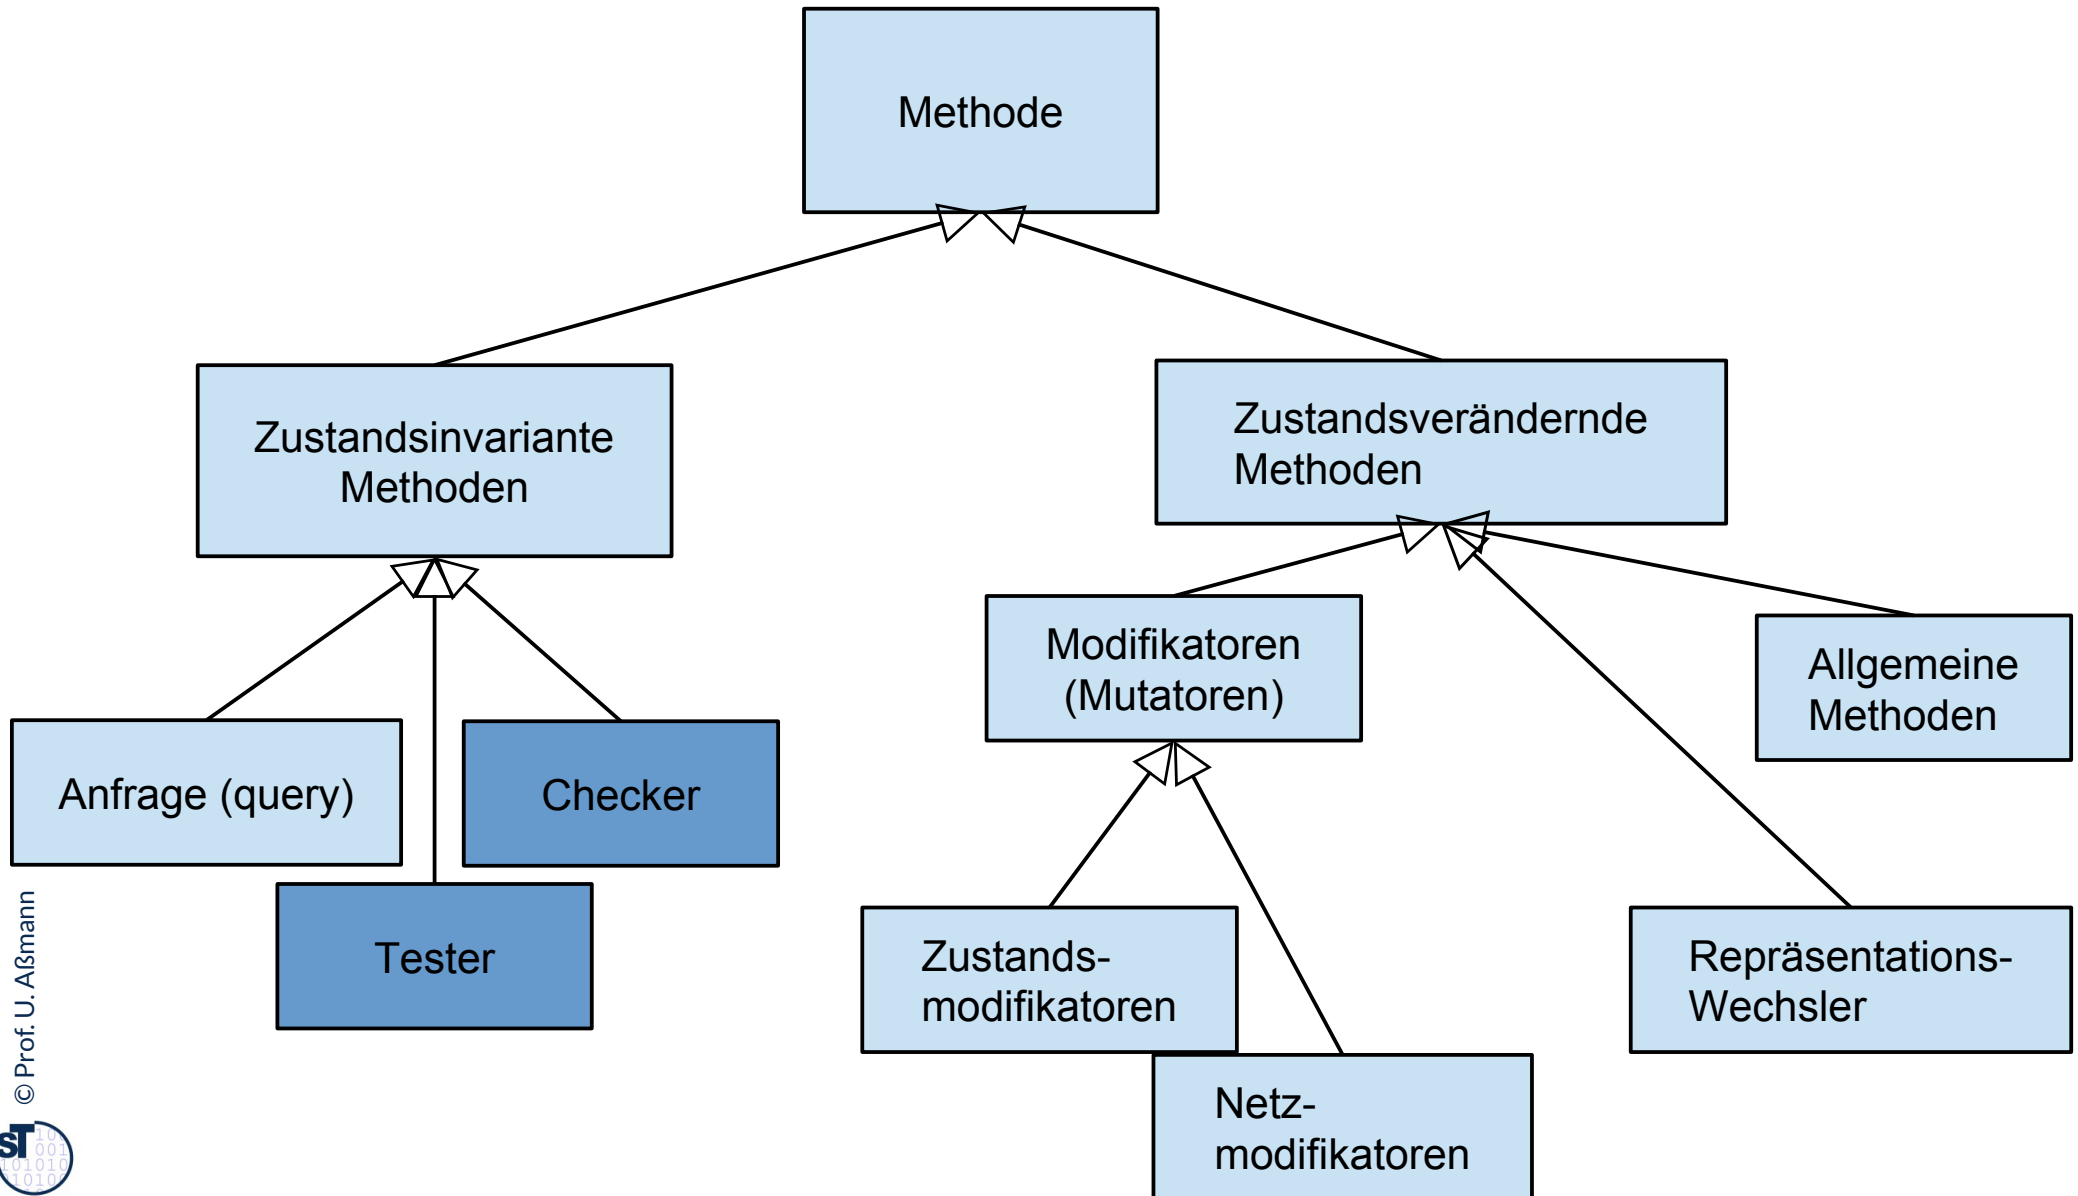 Methode
Zustandsinvariante
Methoden
Zustandsverändernde
Methoden
Modifikatoren
(Mutatoren)
Allgemeine
Methoden
Anfrage (query)
Checker
Tester
Zustands-
modifikatoren
Repräsentations-
Wechsler
Netz-
modifikatoren
© Prof. U. Aßmann
ST